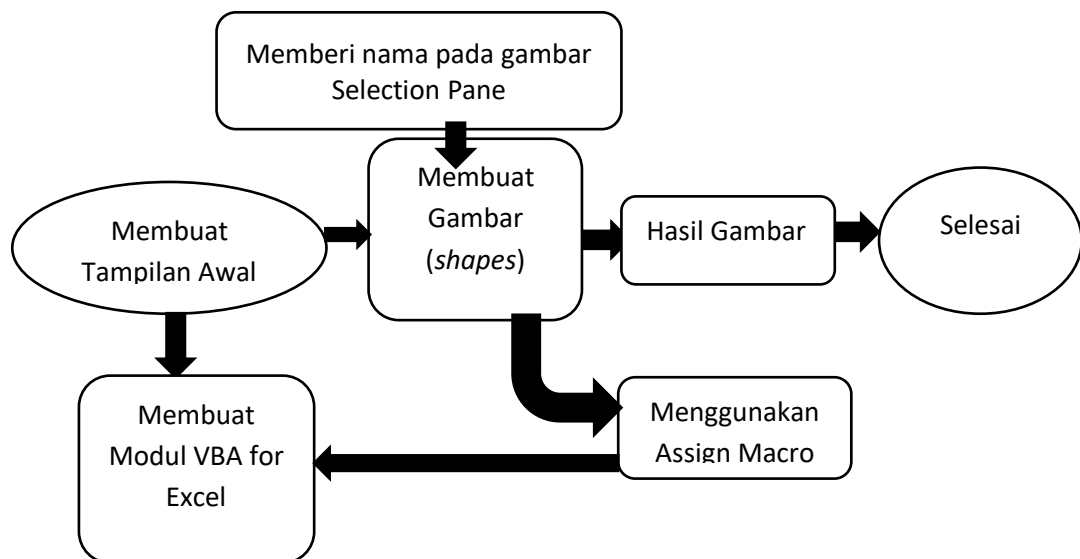 Memberi nama pada gambar
Selection Pane
Membuat
Gambar
(shapes)
Membuat
Tampilan Awal
Hasil Gambar
Selesai
Membuat
Modul VBA for
Excel
Menggunakan
Assign Macro